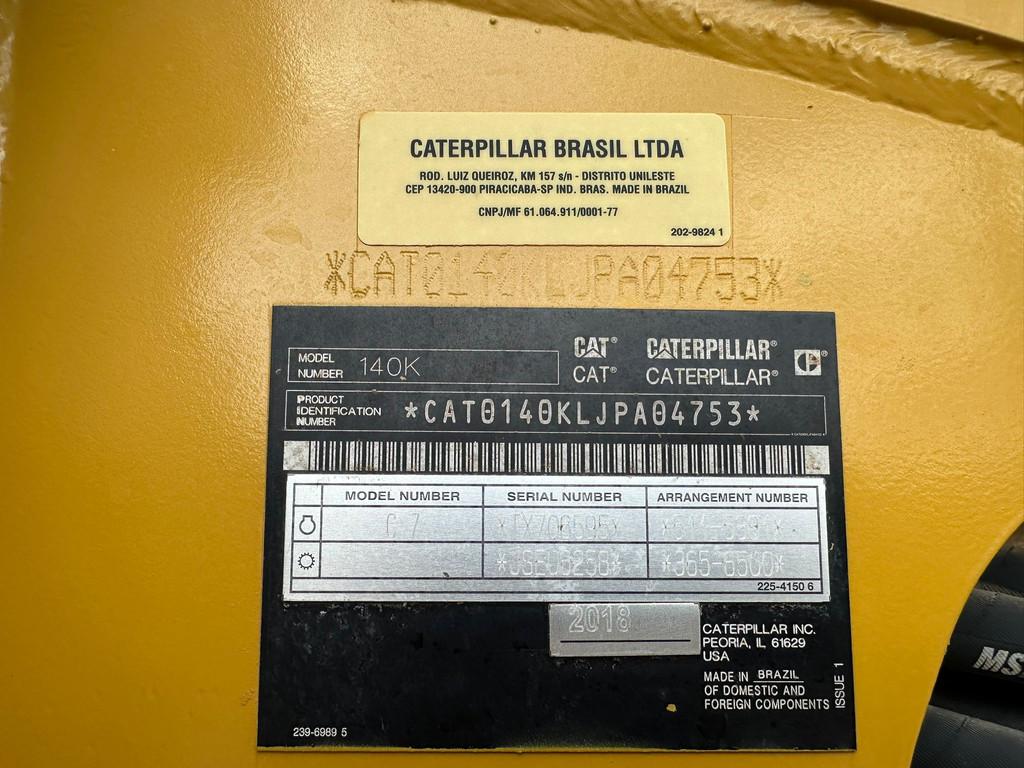 CATERPILLAR BRASIL LTDA
ROD. LUIZ QUEIROZ, KM 157 s/n - DISTRITO UNILESTE
CEP 13420-900 PIRACICABA-SP IND. BRAS. MADE IN BRAZIL
CNPJ/MF 61.064.911/0001-77
202-9824 1
*CAT0140KLJPA04753*
MODEL NUMBER 140K
CAT® CATERPILLAR®
CAT® CATERPILLAR®
PRODUCT IDENTIFICATION NUMBER *CAT0140KLJPA04753*
MODEL NUMBER SERIAL NUMBER ARRANGEMENT NUMBER
C7
*365-6500*
225-4150 6
2018
CATERPILLAR INC.
PEORIA, IL 61629
USA
MADE IN BRAZIL
OF DOMESTIC AND
FOREIGN COMPONENTS
ISSUE 1
239-6989 5
MS